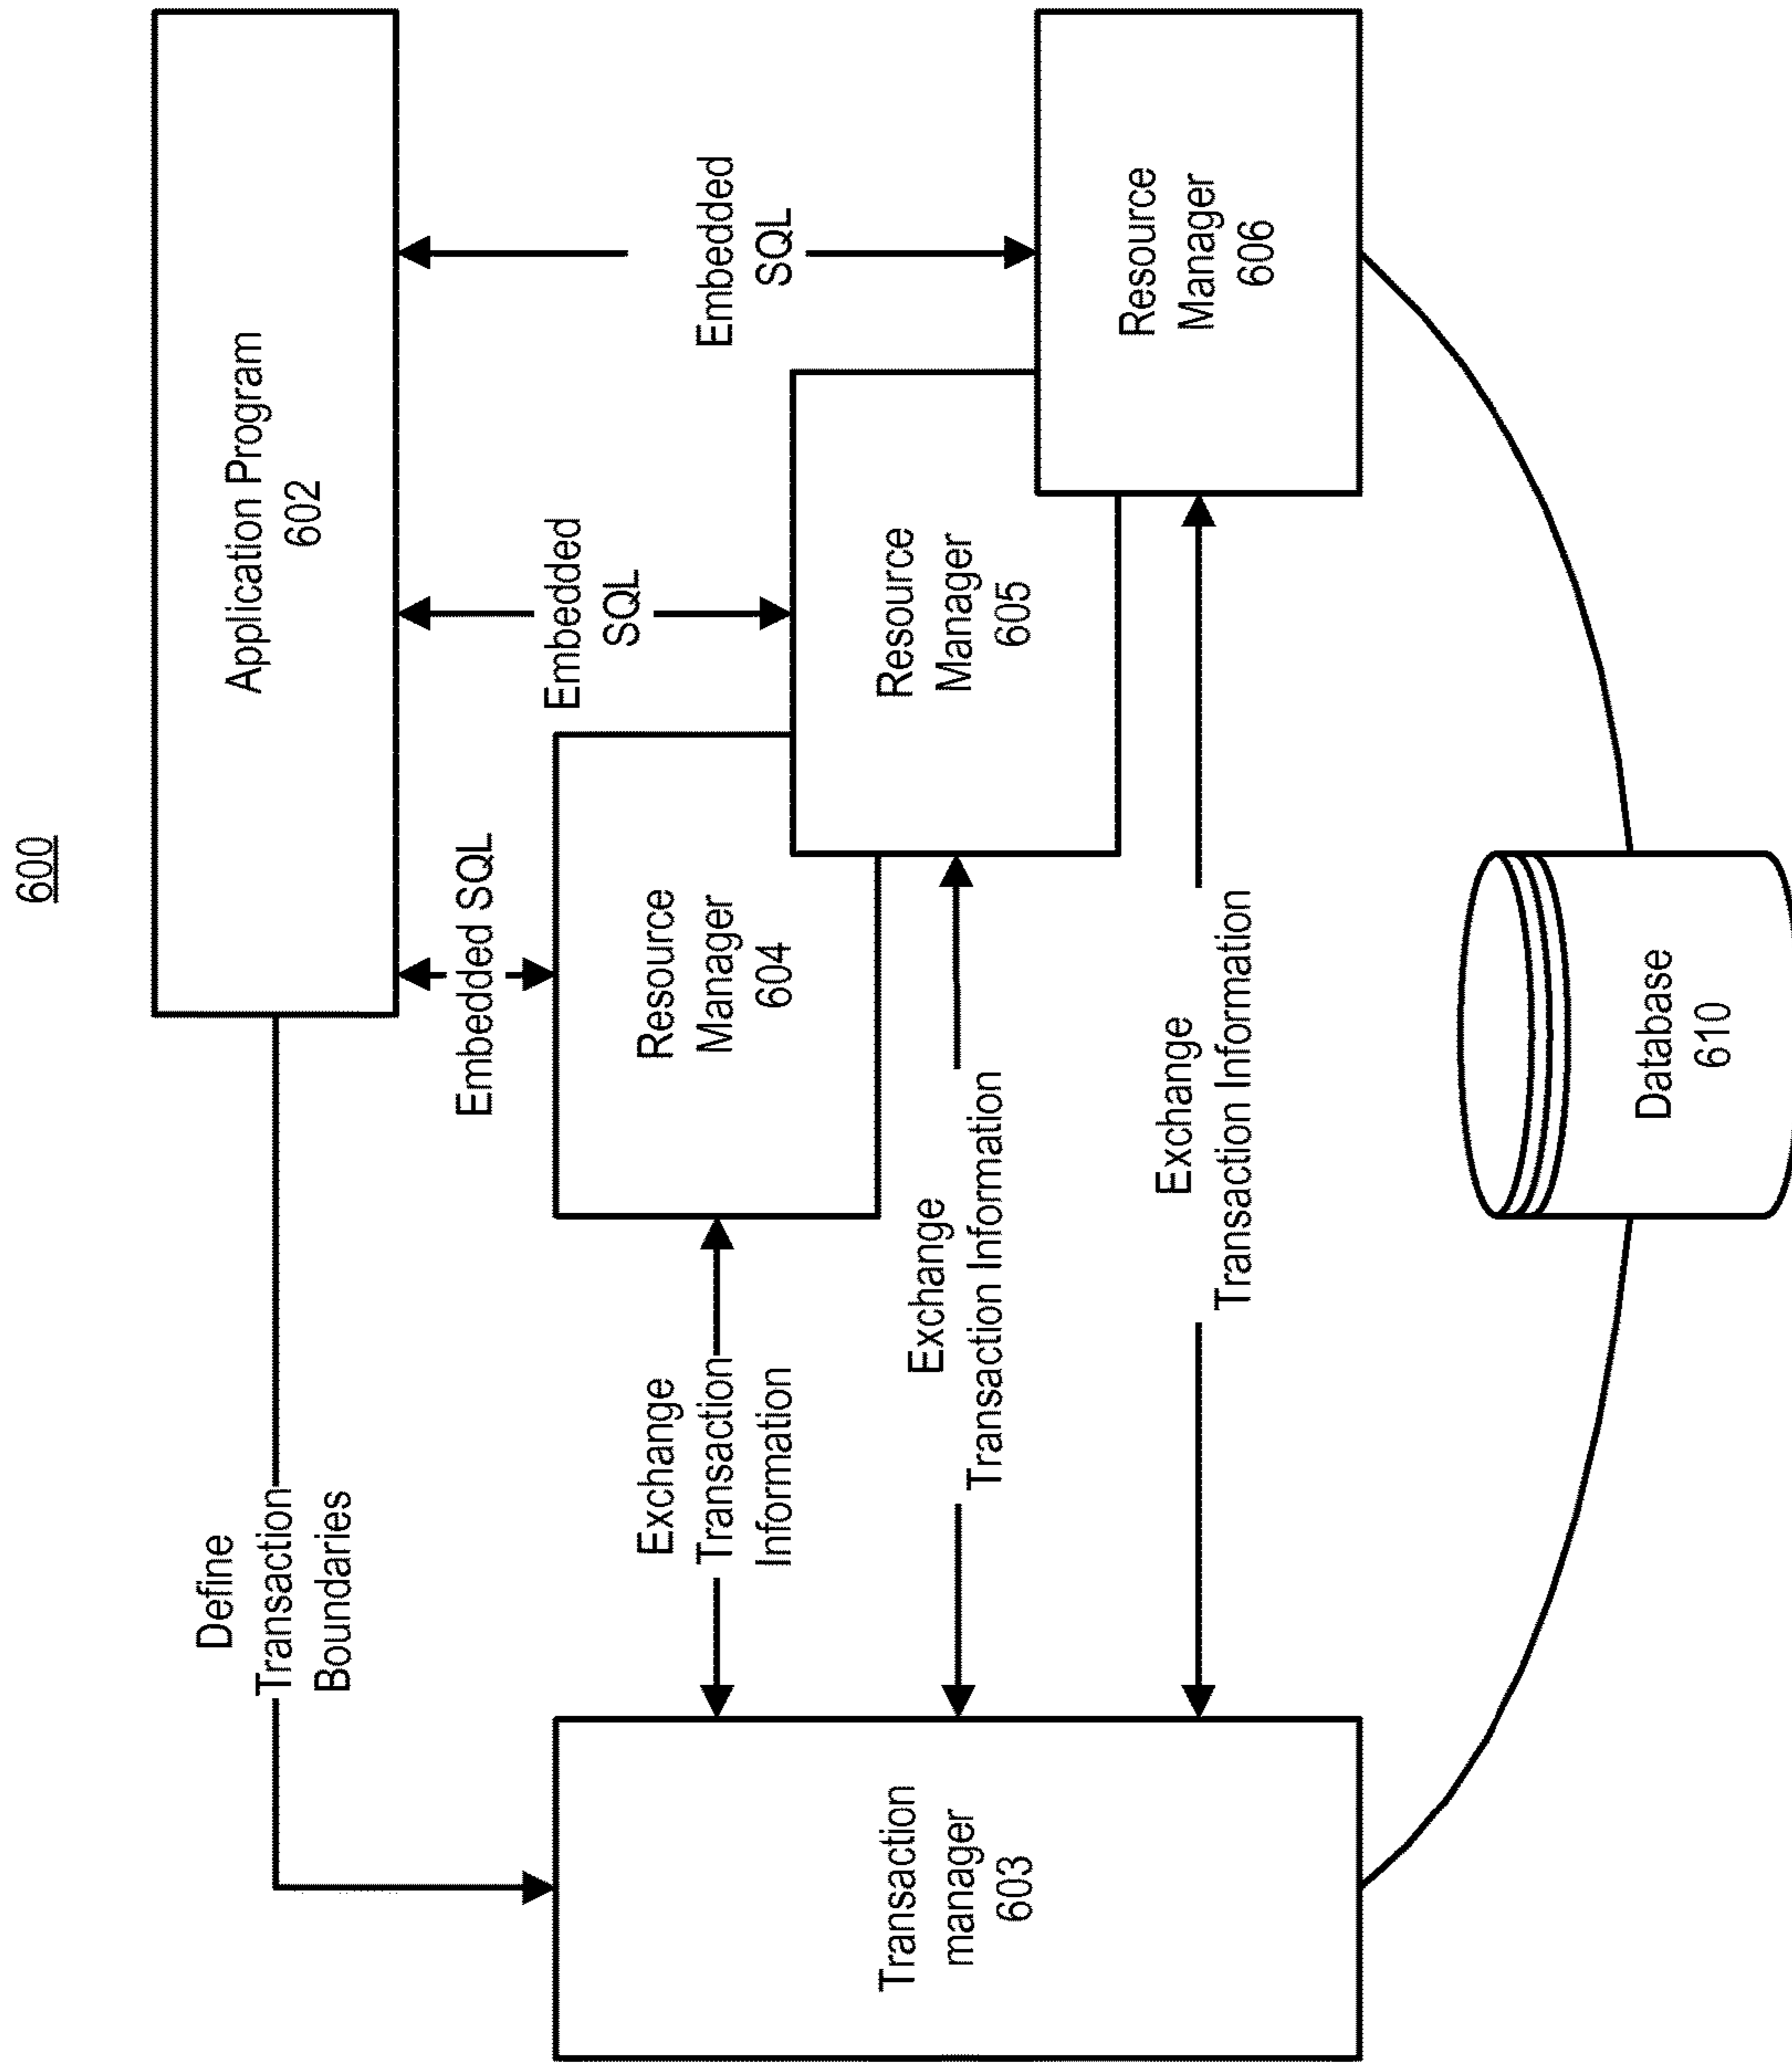 600
Application Program
602
Define
Transaction
Boundaries
Embedded SQL
Embedded
SQL
Embedded
SQL
Resource
Manager
604
Resource
Manager
605
Resource
Manager
606
Exchange
Transaction
Information
Exchange
Transaction Information
Exchange
Transaction Information
Transaction
manager
603
Database
610